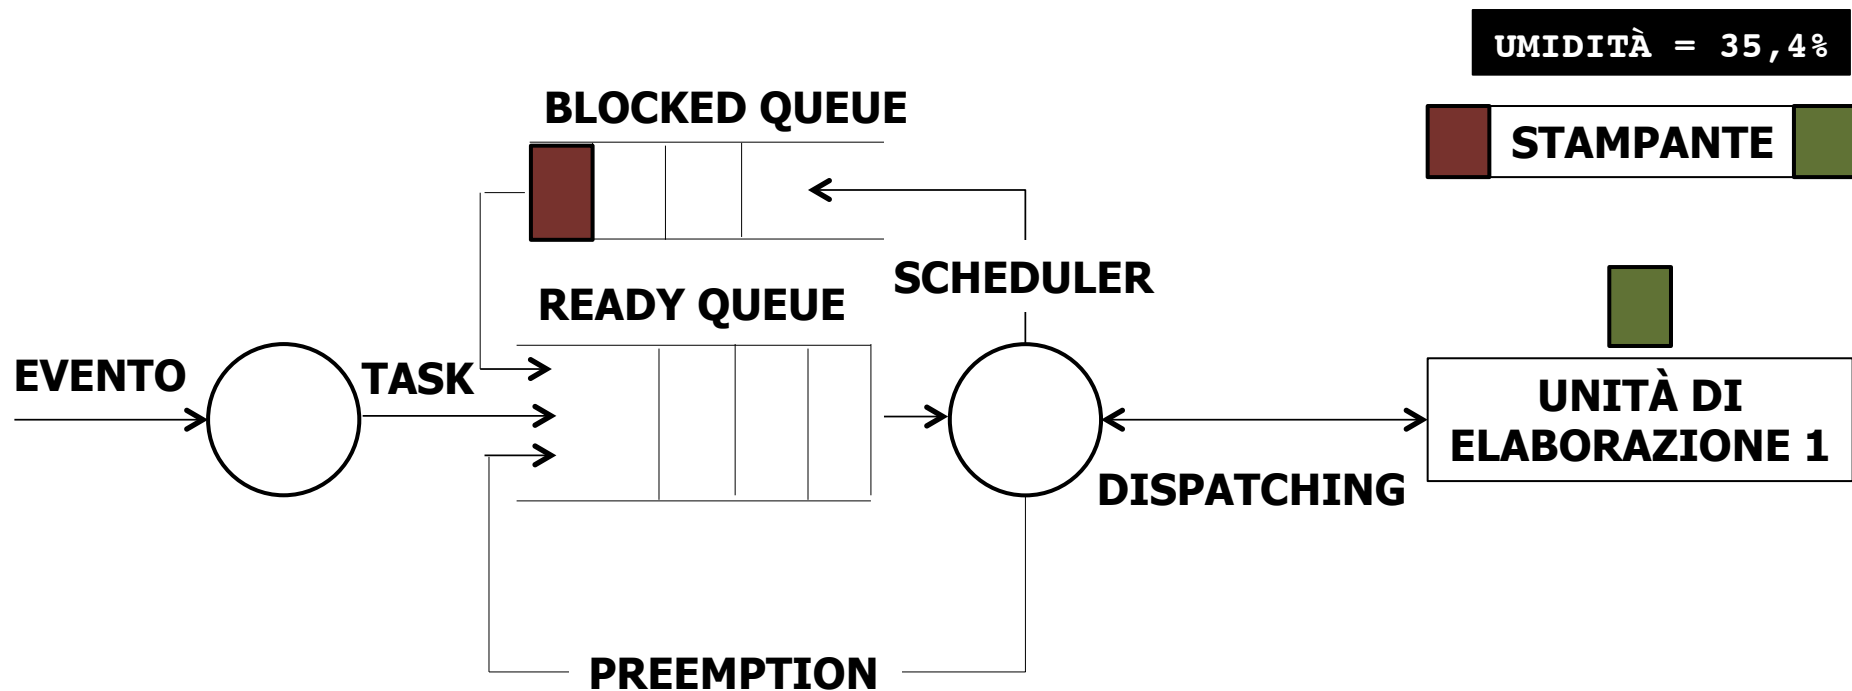 UMIDITÀ = 35,4%
BLOCKED QUEUE
STAMPANTE
SCHEDULER
READY QUEUE
EVENTO
TASK
UNITÀ DI
ELABORAZIONE 1
DISPATCHING
PREEMPTION